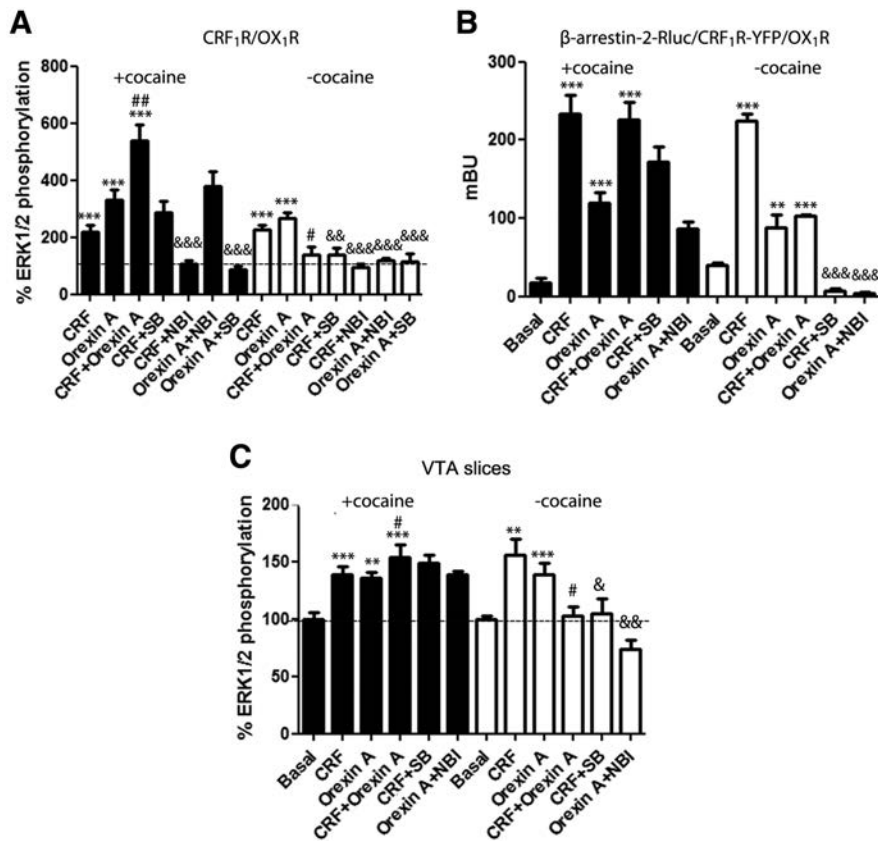 A
CRF₁R/OX₁R
+cocaine
-cocaine
% ERK1/2 phosphorylation
800
600
400
200
0
***
***
##
***
&&&
&&&
***
***
#
&&
&&&
&&&
&&&
CRF
Orexin A
CRF+Orexin A
CRF+SB
CRF+NBI
Orexin A+NBI
Orexin A+SB
CRF
Orexin A
CRF+Orexin A
CRF+SB
CRF+NBI
Orexin A+NBI
Orexin A+SB
B
β-arrestin-2-Rluc/CRF₁R-YFP/OX₁R
+cocaine
-cocaine
mBU
300
200
100
0
***
***
***
***
**
***
&&&
&&&
Basal
CRF
Orexin A
CRF+Orexin A
CRF+SB
Orexin A+NBI
Basal
CRF
Orexin A
CRF+Orexin A
CRF+SB
Orexin A+NBI
C
VTA slices
+cocaine
-cocaine
% ERK1/2 phosphorylation
200
150
100
50
0
***
**
#
***
**
***
#
&
&&
Basal
CRF
Orexin A
CRF+Orexin A
CRF+SB
Orexin A+NBI
Basal
CRF
Orexin A
CRF+Orexin A
CRF+SB
Orexin A+NBI